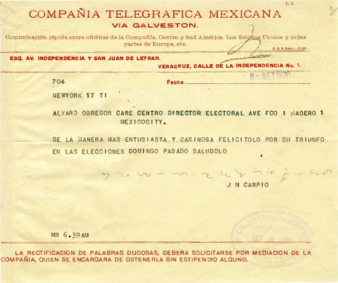 COMPAÑIA TELEGRAFICA MEXICANA
VIA GALVESTON.
Comunicación rápida entre oficinas de la Compañía, Centro y Sud América, Los Estados Unidos y todas
partes de Europa, etc.
ESQ. AV. INDEPENDENCIA Y SAN JUAN DE LETRAN.
VERACRUZ, CALLE DE LA INDEPENDENCIA No. 1.
704
Fecha
NEWYORK 17 TI
ALVARO OBREGON CARE CENTRO DIRECTOR ELECTORAL AVE FCO I MADERO 1
MEXICOCITY.
DE LA MANERA MAS ENTUSIASTA Y CARINOSA FELICITOLO POR SU TRIUNFO
EN LAS ELECCIONES DOMINGO PASADO SALUDOLO
J M CARPIO
MR 6.39AM
LA RECTIFICACION DE PALABRAS DUDOSAS, DEBERA SOLICITARSE POR MEDIACION DE LA
COMPAÑIA, QUIEN SE ENCARGARA DE OBTENERLA SIN ESTIPENDIO ALGUNO.